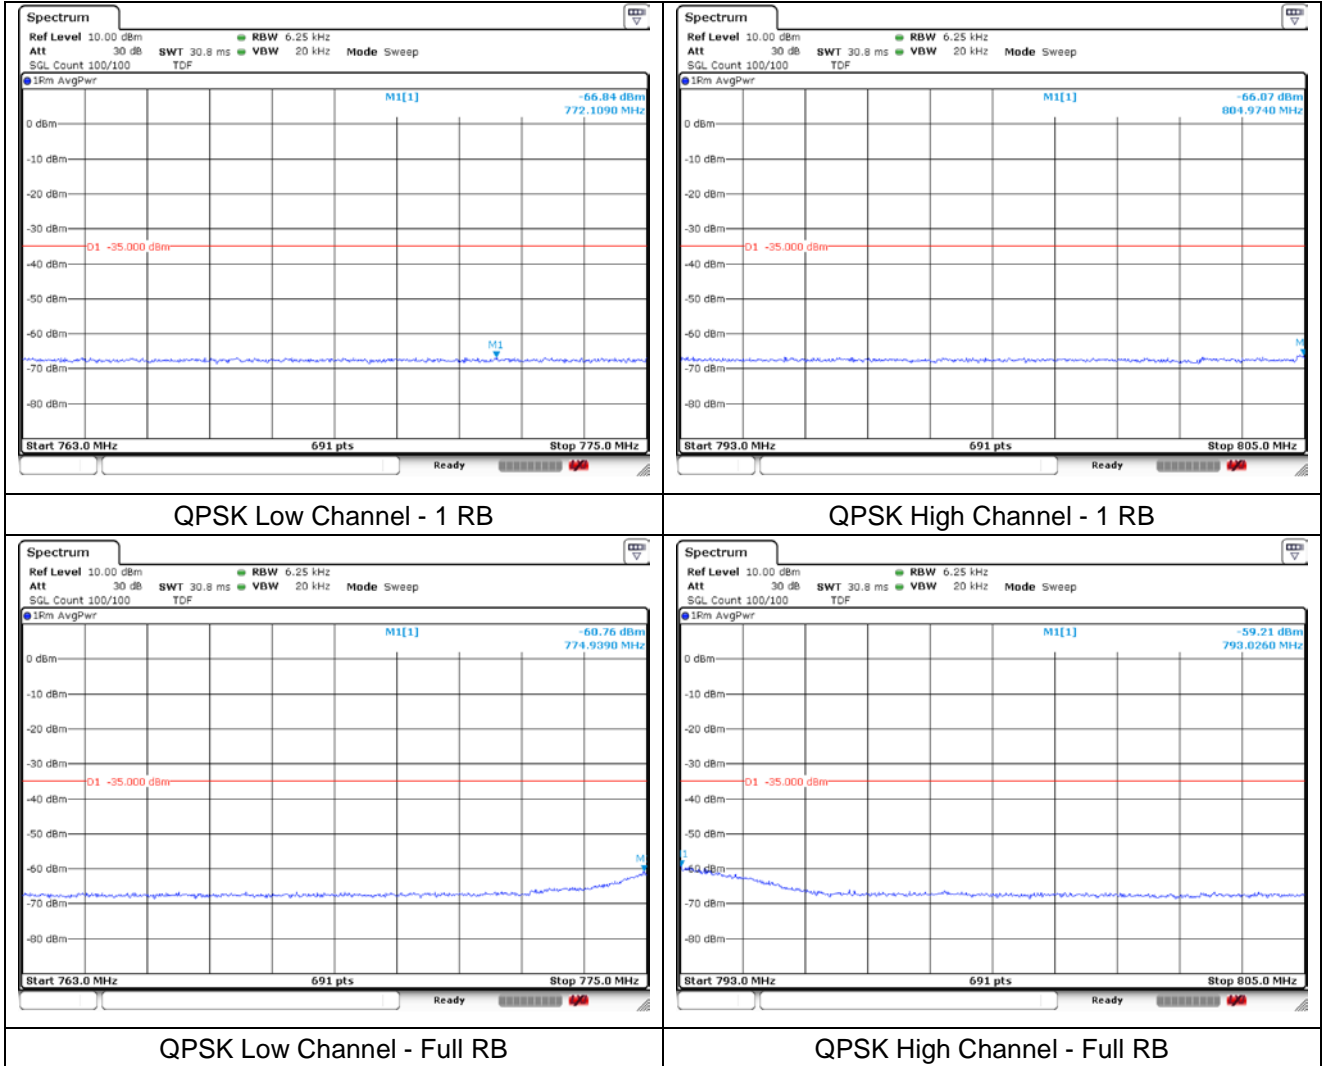 Spectrum
Ref Level 10.00 dBm RBW 6.25 kHz
Att 30 dB SWT 30.8 ms VBW 20 kHz Mode Sweep
SGL Count 100/100 TDF
1Rm AvgPwr
M1[1] -66.84 dBm
772.1090 MHz
0 dBm
-10 dBm
-20 dBm
-30 dBm
D1 -35.000 dBm
-40 dBm
-50 dBm
-60 dBm
M1
-70 dBm
-80 dBm
Start 763.0 MHz 691 pts Stop 775.0 MHz
Ready
QPSK Low Channel - 1 RB
Spectrum
Ref Level 10.00 dBm RBW 6.25 kHz
Att 30 dB SWT 30.8 ms VBW 20 kHz Mode Sweep
SGL Count 100/100 TDF
1Rm AvgPwr
M1[1] -66.07 dBm
804.9740 MHz
0 dBm
-10 dBm
-20 dBm
-30 dBm
D1 -35.000 dBm
-40 dBm
-50 dBm
-60 dBm
M
-70 dBm
-80 dBm
Start 793.0 MHz 691 pts Stop 805.0 MHz
Ready
QPSK High Channel - 1 RB
Spectrum
Ref Level 10.00 dBm RBW 6.25 kHz
Att 30 dB SWT 30.8 ms VBW 20 kHz Mode Sweep
SGL Count 100/100 TDF
1Rm AvgPwr
M1[1] -60.76 dBm
774.9390 MHz
0 dBm
-10 dBm
-20 dBm
-30 dBm
D1 -35.000 dBm
-40 dBm
-50 dBm
M
-60 dBm
-70 dBm
-80 dBm
Start 763.0 MHz 691 pts Stop 775.0 MHz
Ready
QPSK Low Channel - Full RB
Spectrum
Ref Level 10.00 dBm RBW 6.25 kHz
Att 30 dB SWT 30.8 ms VBW 20 kHz Mode Sweep
SGL Count 100/100 TDF
1Rm AvgPwr
M1[1] -59.21 dBm
793.0260 MHz
0 dBm
-10 dBm
-20 dBm
-30 dBm
D1 -35.000 dBm
-40 dBm
-50 dBm
1
-60 dBm
-70 dBm
-80 dBm
Start 793.0 MHz 691 pts Stop 805.0 MHz
Ready
QPSK High Channel - Full RB